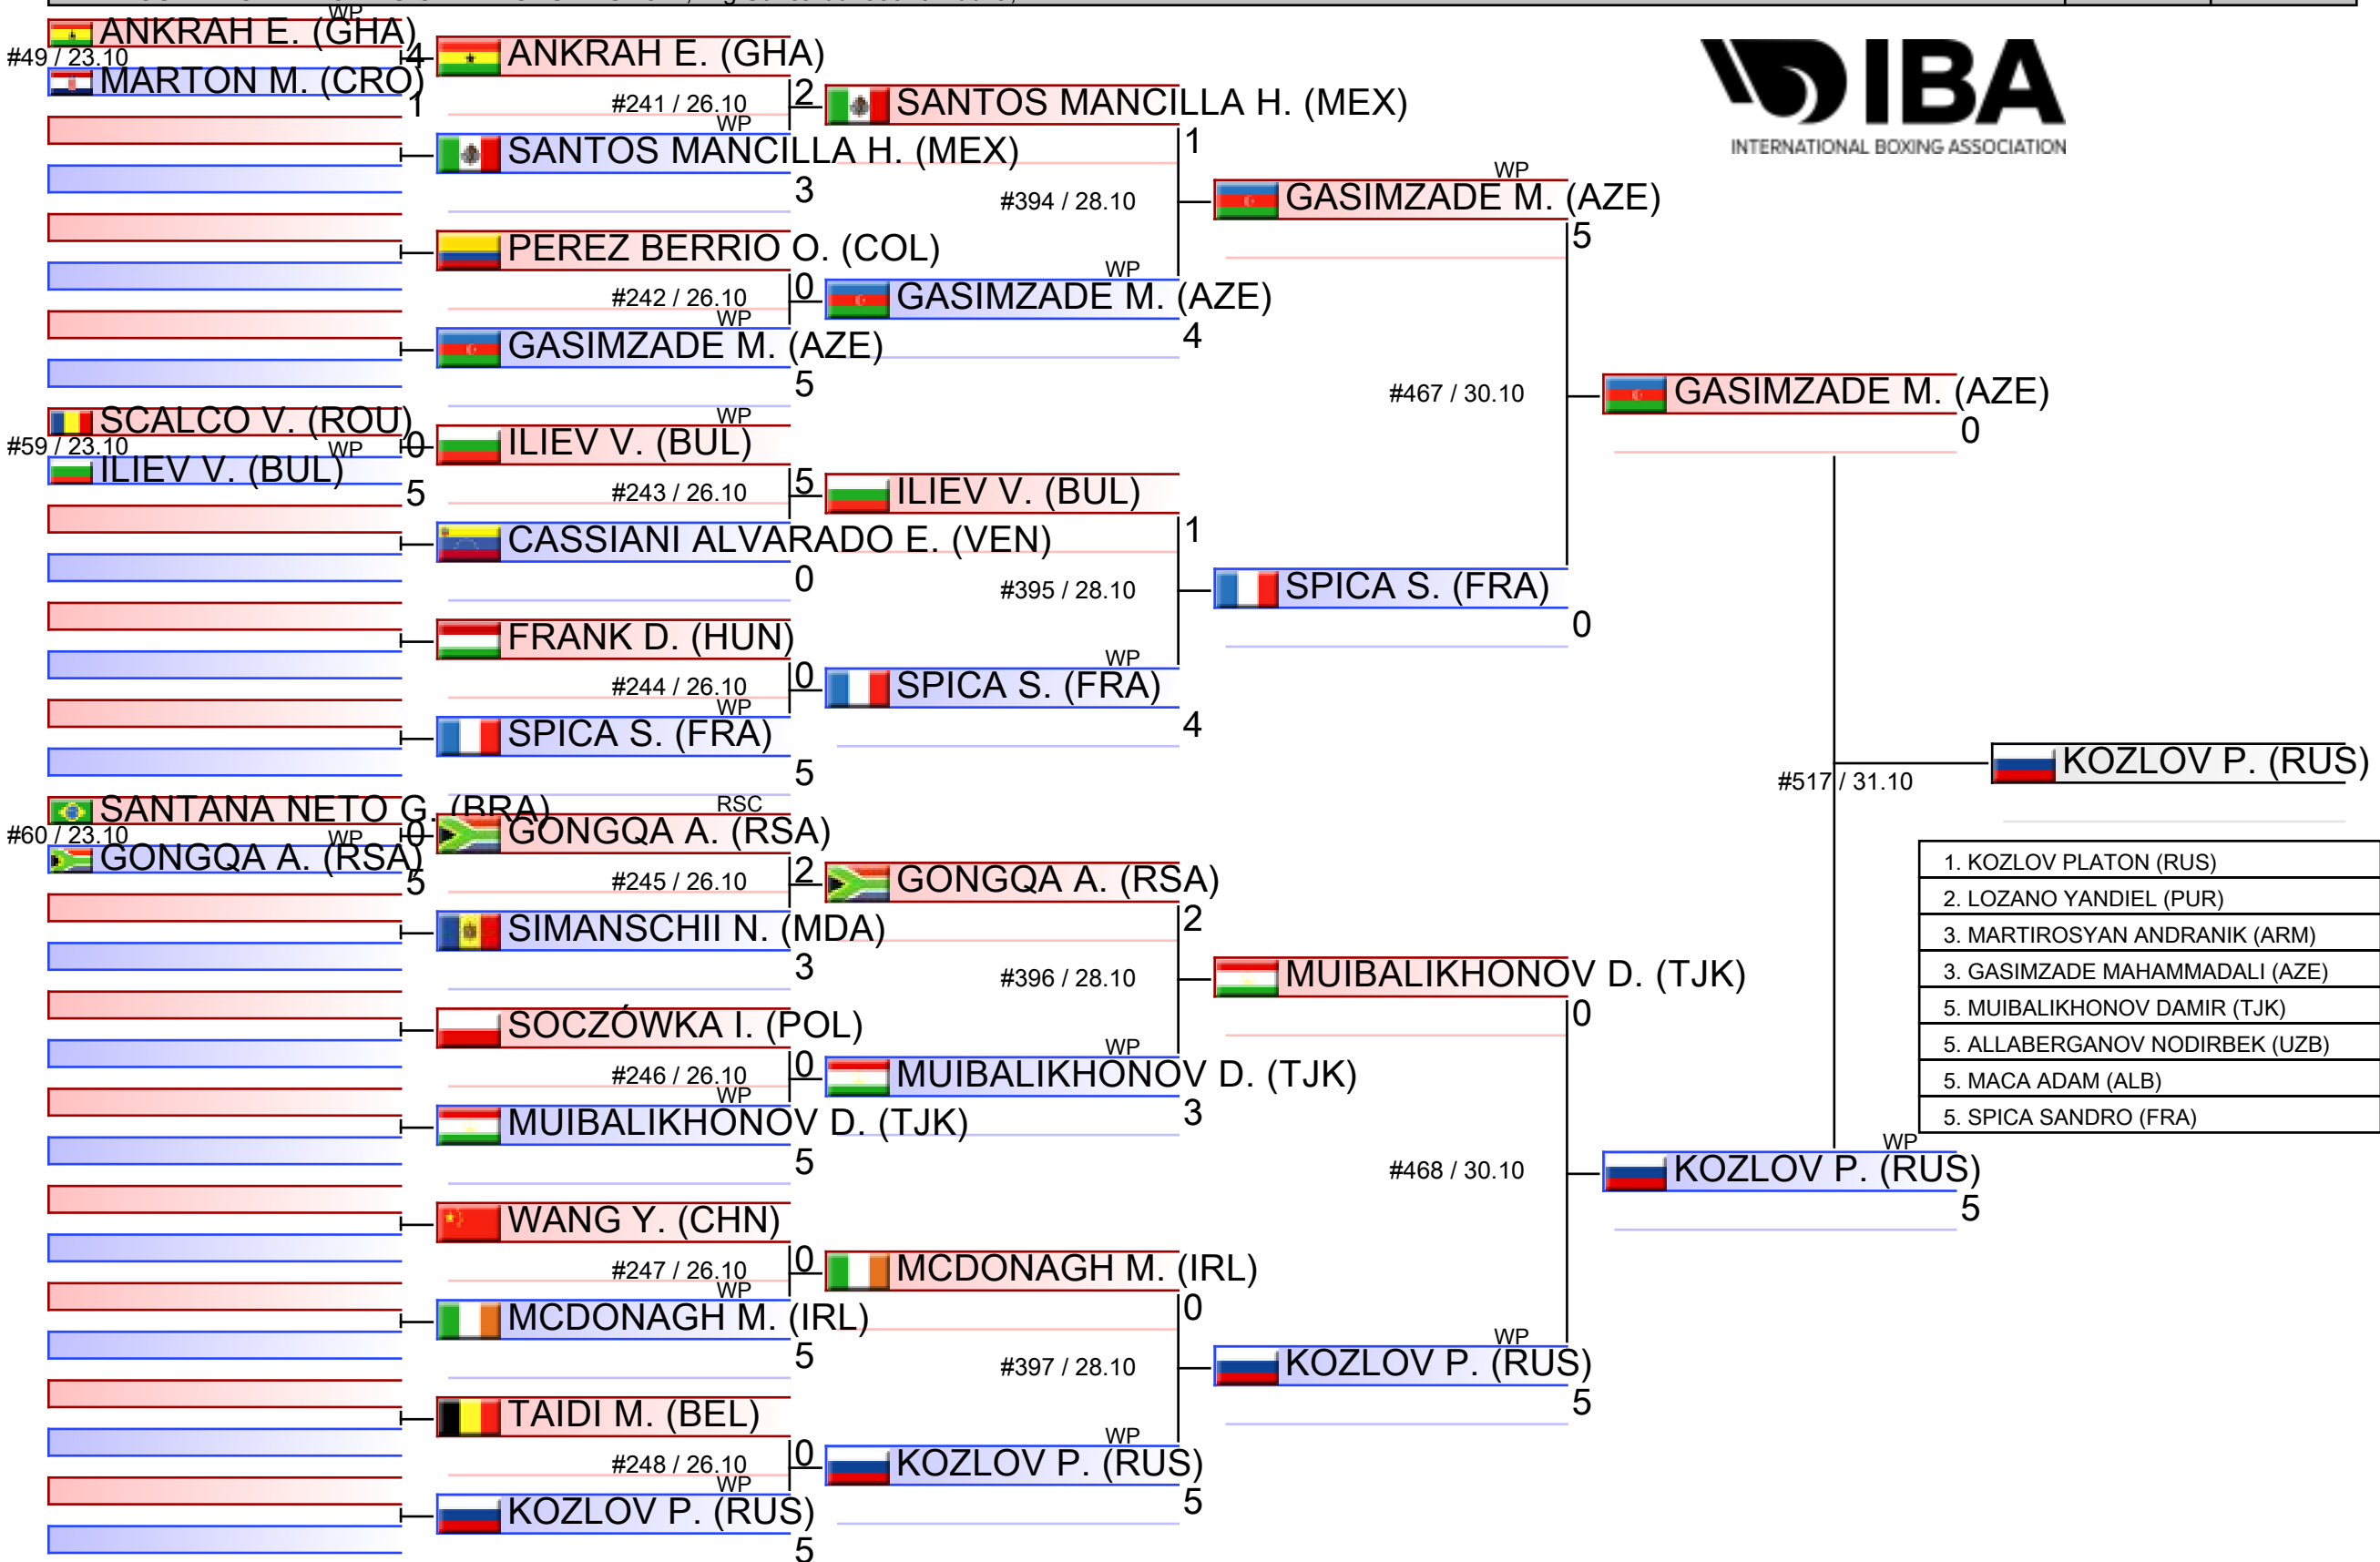 WP
ANKRAH E. (GHA)
#49 / 23.10
4
MARTON M. (CRO)
1
ANKRAH E. (GHA)
2
#241 / 26.10
WP
SANTOS MANCILLA H. (MEX)
3
PEREZ BERRIO O. (COL)
0
#242 / 26.10
WP
GASIMZADE M. (AZE)
5
SCALCO V. (ROU)
#59 / 23.10
WP
0
ILIEV V. (BUL)
5
WP
ILIEV V. (BUL)
5
#243 / 26.10
CASSIANI ALVARADO E. (VEN)
0
FRANK D. (HUN)
0
#244 / 26.10
WP
SPICA S. (FRA)
5
SANTANA NETO G. (BRA)
#60 / 23.10
WP
0
GONGQA A. (RSA)
5
RSC
GONGQA A. (RSA)
2
#245 / 26.10
SIMANSCHII N. (MDA)
3
SOCZÓWKA I. (POL)
0
#246 / 26.10
WP
MUIBALIKHONOV D. (TJK)
5
WANG Y. (CHN)
0
#247 / 26.10
WP
MCDONAGH M. (IRL)
5
TAIDI M. (BEL)
0
#248 / 26.10
WP
KOZLOV P. (RUS)
5
SANTOS MANCILLA H. (MEX)
1
#394 / 28.10
WP
GASIMZADE M. (AZE)
4
ILIEV V. (BUL)
1
#395 / 28.10
WP
SPICA S. (FRA)
4
GONGQA A. (RSA)
2
#396 / 28.10
WP
MUIBALIKHONOV D. (TJK)
3
MCDONAGH M. (IRL)
0
#397 / 28.10
WP
KOZLOV P. (RUS)
5
WP
GASIMZADE M. (AZE)
5
#467 / 30.10
SPICA S. (FRA)
0
MUIBALIKHONOV D. (TJK)
0
#468 / 30.10
WP
KOZLOV P. (RUS)
5
GASIMZADE M. (AZE)
0
#517 / 31.10
WP
KOZLOV P. (RUS)
5
KOZLOV P. (RUS)
IBA
INTERNATIONAL BOXING ASSOCIATION
1. KOZLOV PLATON (RUS)
2. LOZANO YANDIEL (PUR)
3. MARTIROSYAN ANDRANIK (ARM)
3. GASIMZADE MAHAMMADALI (AZE)
5. MUIBALIKHONOV DAMIR (TJK)
5. ALLABERGANOV NODIRBEK (UZB)
5. MACA ADAM (ALB)
5. SPICA SANDRO (FRA)